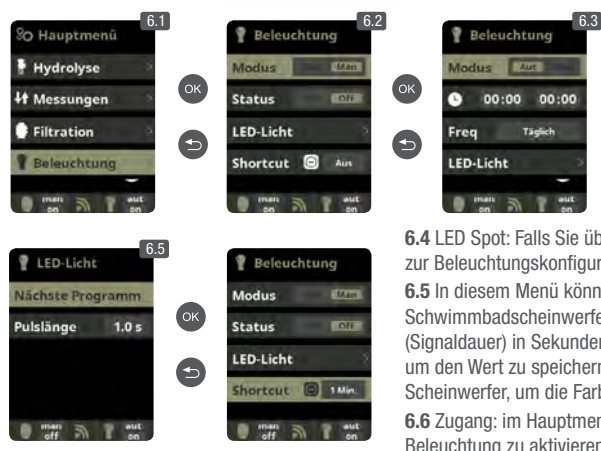 6.1
Hauptmenü
Hydrolyse
Messungen
Filtration
Beleuchtung
man on
aut on
OK
6.2
Beleuchtung
Modus Man
Status Off
LED-Licht
Shortcut Aus
man on
aut on
OK
6.3
Beleuchtung
Modus Aut
00:00 00:00
Freq Täglich
LED-Licht
man on
aut on
6.5
LED-Licht
Nächste Programm
Pulslänge 1.0 s
man off
aut on
OK
Beleuchtung
Modus Man
Status Off
LED-Licht
Shortcut 1 Min.
man off
aut on
6.4 LED Spot: Falls Sie üb
zur Beleuchtungskonfigur
6.5 In diesem Menü könn
Schwimmbadscheinwerfe
(Signaldauer) in Sekunder
um den Wert zu speichern
Scheinwerfer, um die Farb
6.6 Zugang: im Hauptmen
Beleuchtung zu aktivieren